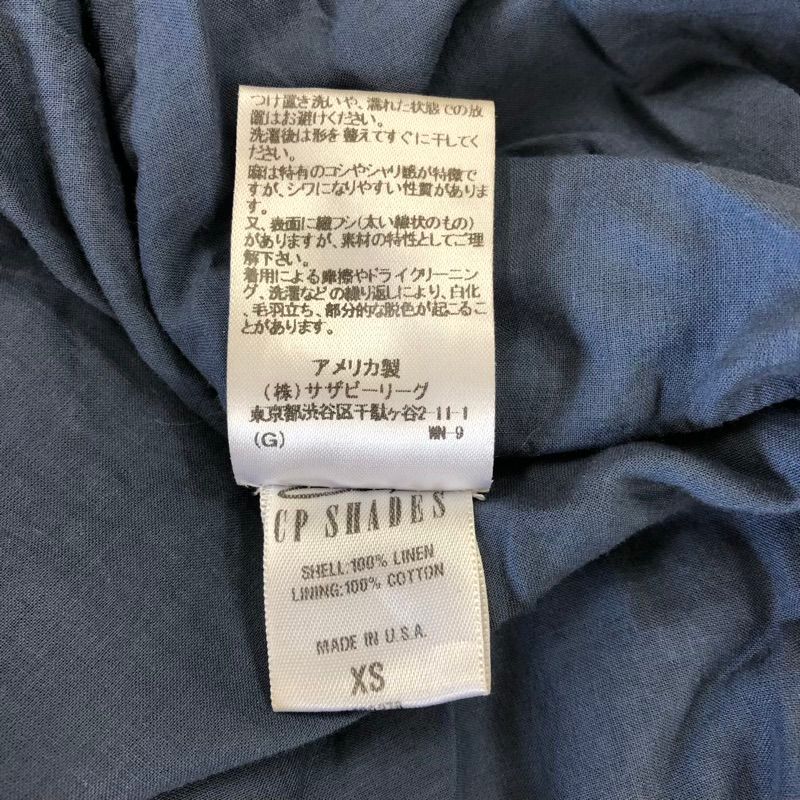 つけ置き洗いや、濡れた状態での放
置はお避けください。
洗濯後は形を整えてすぐに干してく
ださい。
麻は特有のコシやシャリ感が特徴で
すが、シワになりやすい性質がありま
す。
又、表面に織フシ(太い線状のもの)
がありますが、素材の特性としてご理
解下さい。
着用による摩擦やドライクリーニン
グ、洗濯などの繰り返しにより、白化
、毛羽立ち、部分的な脱色が起こるこ
とがあります。
アメリカ製
(株)サザビーリーグ
東京都渋谷区千駄ヶ谷2-11-1
(G) WN-9
CP SHADES
SHELL:100% LINEN
LINING:100% COTTON
MADE IN U.S.A.
XS